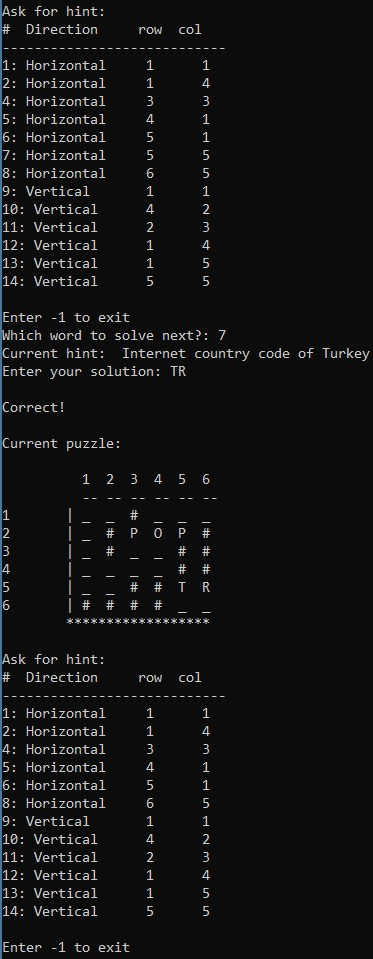 Ask for hint:
#  Direction     row  col
----------------------------
1: Horizontal     1      1
2: Horizontal     1      4
4: Horizontal     3      3
5: Horizontal     4      1
6: Horizontal     5      1
7: Horizontal     5      5
8: Horizontal     6      5
9: Vertical       1      1
10: Vertical      4      2
11: Vertical      2      3
12: Vertical      1      4
13: Vertical      1      5
14: Vertical      5      5
Enter -1 to exit
Which word to solve next?: 7
Current hint:  Internet country code of Turkey
Enter your solution: TR
Correct!
Current puzzle:
1  2  3  4  5  6
-- -- -- -- -- --
1       | _  _  #  _  _  _
2       | _  #  P  O  P  #
3       | _  #  _  _  #  #
4       | _  _  _  _  #  #
5       | _  _  #  #  T  R
6       | #  #  #  #  _  _
******************
Ask for hint:
#  Direction     row  col
----------------------------
1: Horizontal     1      1
2: Horizontal     1      4
4: Horizontal     3      3
5: Horizontal     4      1
6: Horizontal     5      1
8: Horizontal     6      5
9: Vertical       1      1
10: Vertical      4      2
11: Vertical      2      3
12: Vertical      1      4
13: Vertical      1      5
14: Vertical      5      5
Enter -1 to exit